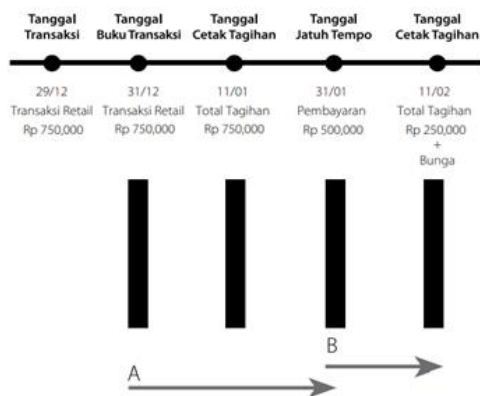 Tanggal
Transaksi
Tanggal
Buku Transaksi
Tanggal
Cetak Tagihan
Tanggal
Jatuh Tempo
Tanggal
Cetak Tagihan
29/12
Transaksi Retail
Rp 750,000
31/12
Transaksi Retail
Rp 750,000
11/01
Total Tagihan
Rp 750,000
31/01
Pembayaran
Rp 500,000
11/02
Total Tagihan
Rp 250,000
+
Bunga
B
A